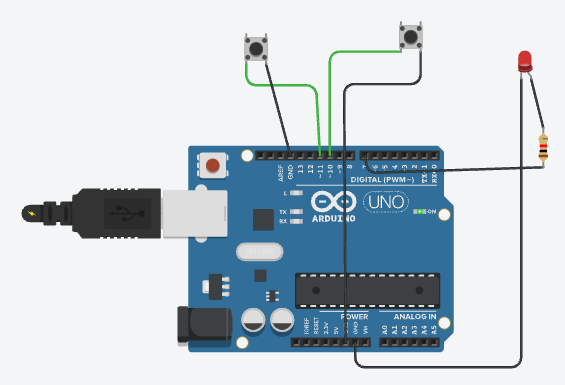 AREF
GND
13
12
~11
~10
~9
8
7
~6
~5
4
~3
2
TX→1
RX←0
DIGITAL (PWM~)
L
TX
RX
ARDUINO
UNO
ON
IOREF
RESET
3.3V
5V
GND
Vin
POWER
ANALOG IN
A0
A1
A2
A3
A4
A5